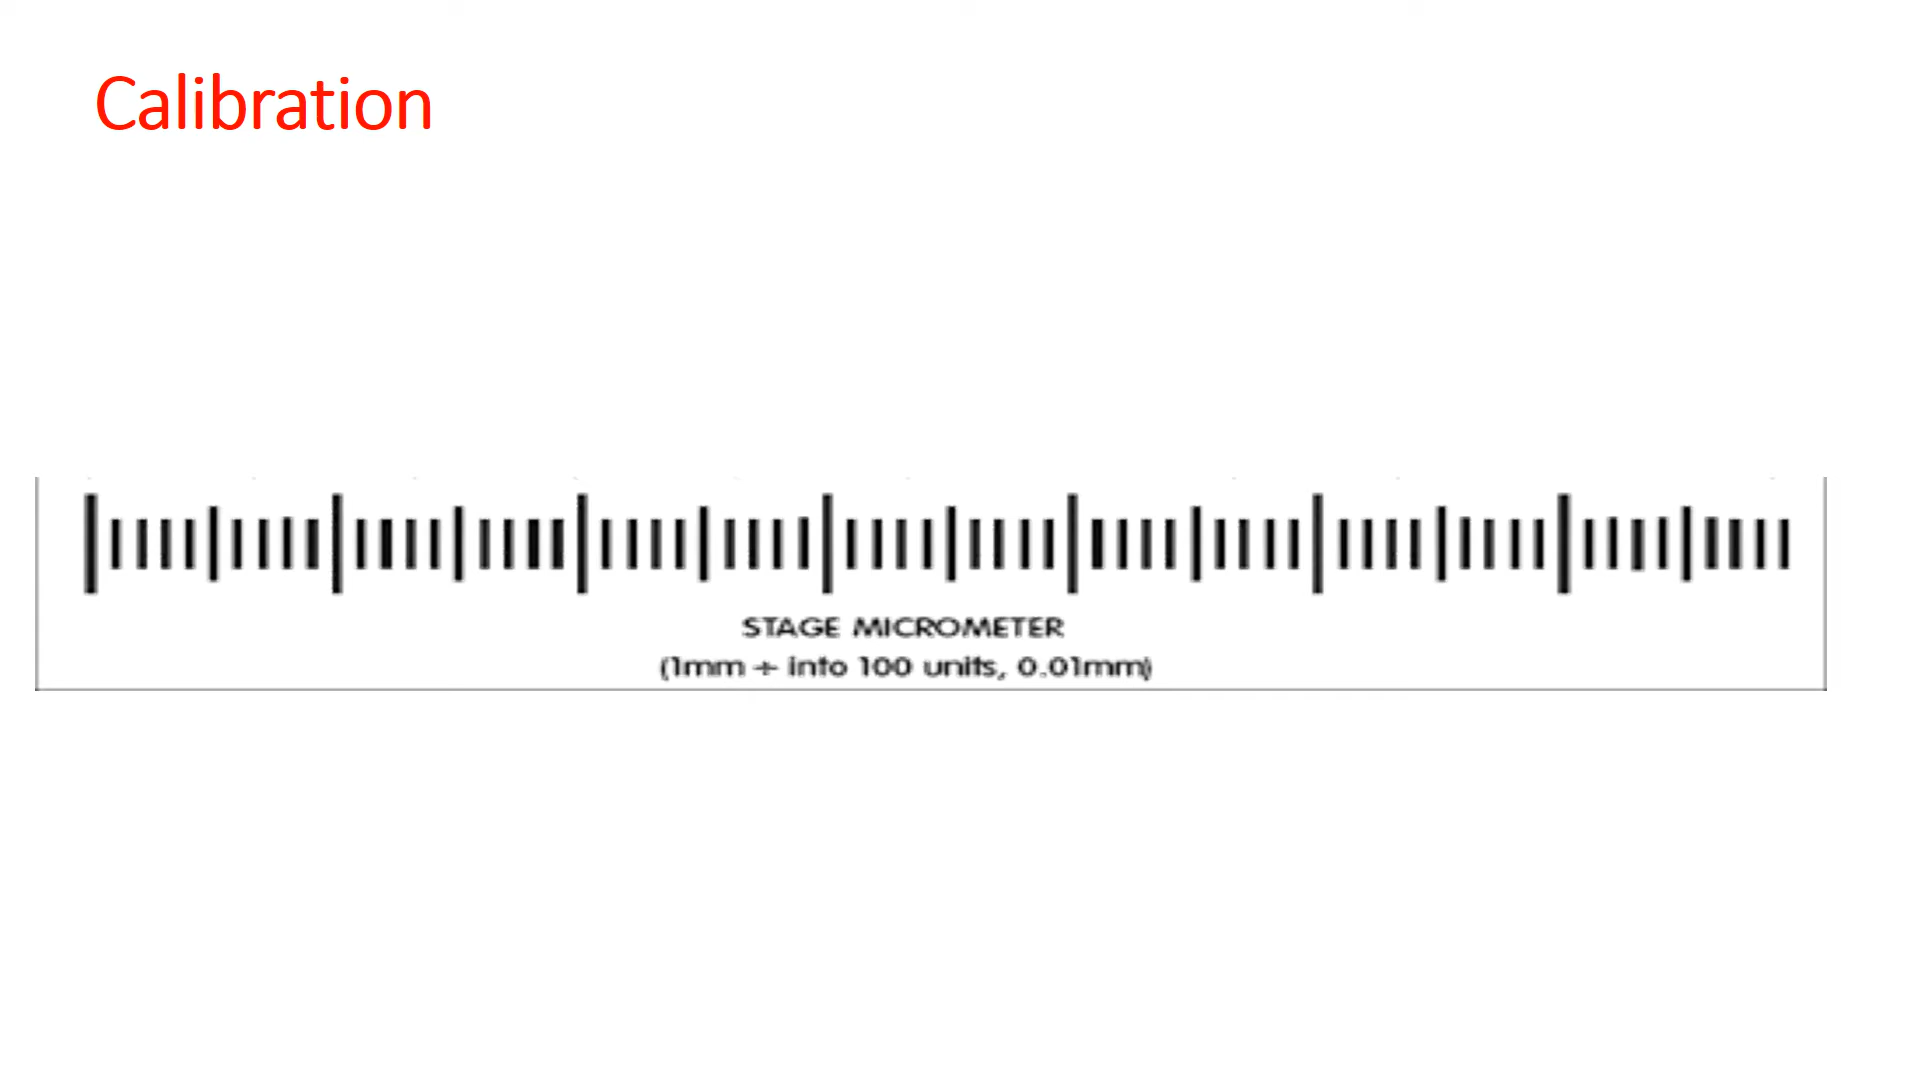 Calibration
STAGE MICROMETER
(1mm ÷ into 100 units, 0.01mm)